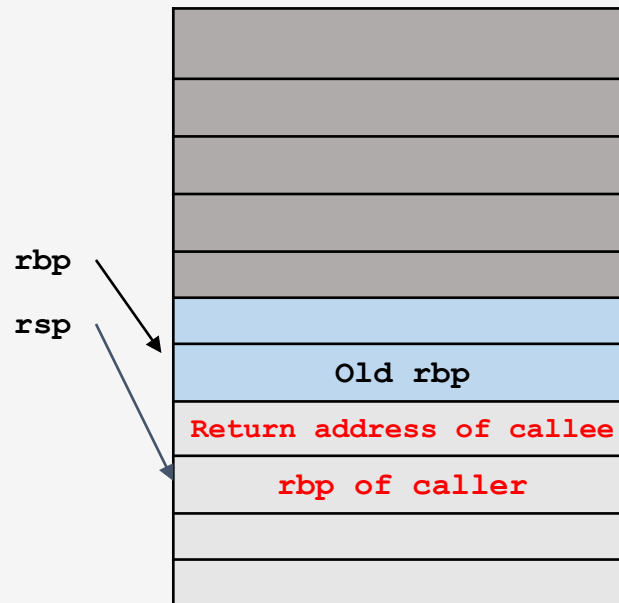 rbp
rsp
Old rbp
Return address of callee
rbp of caller